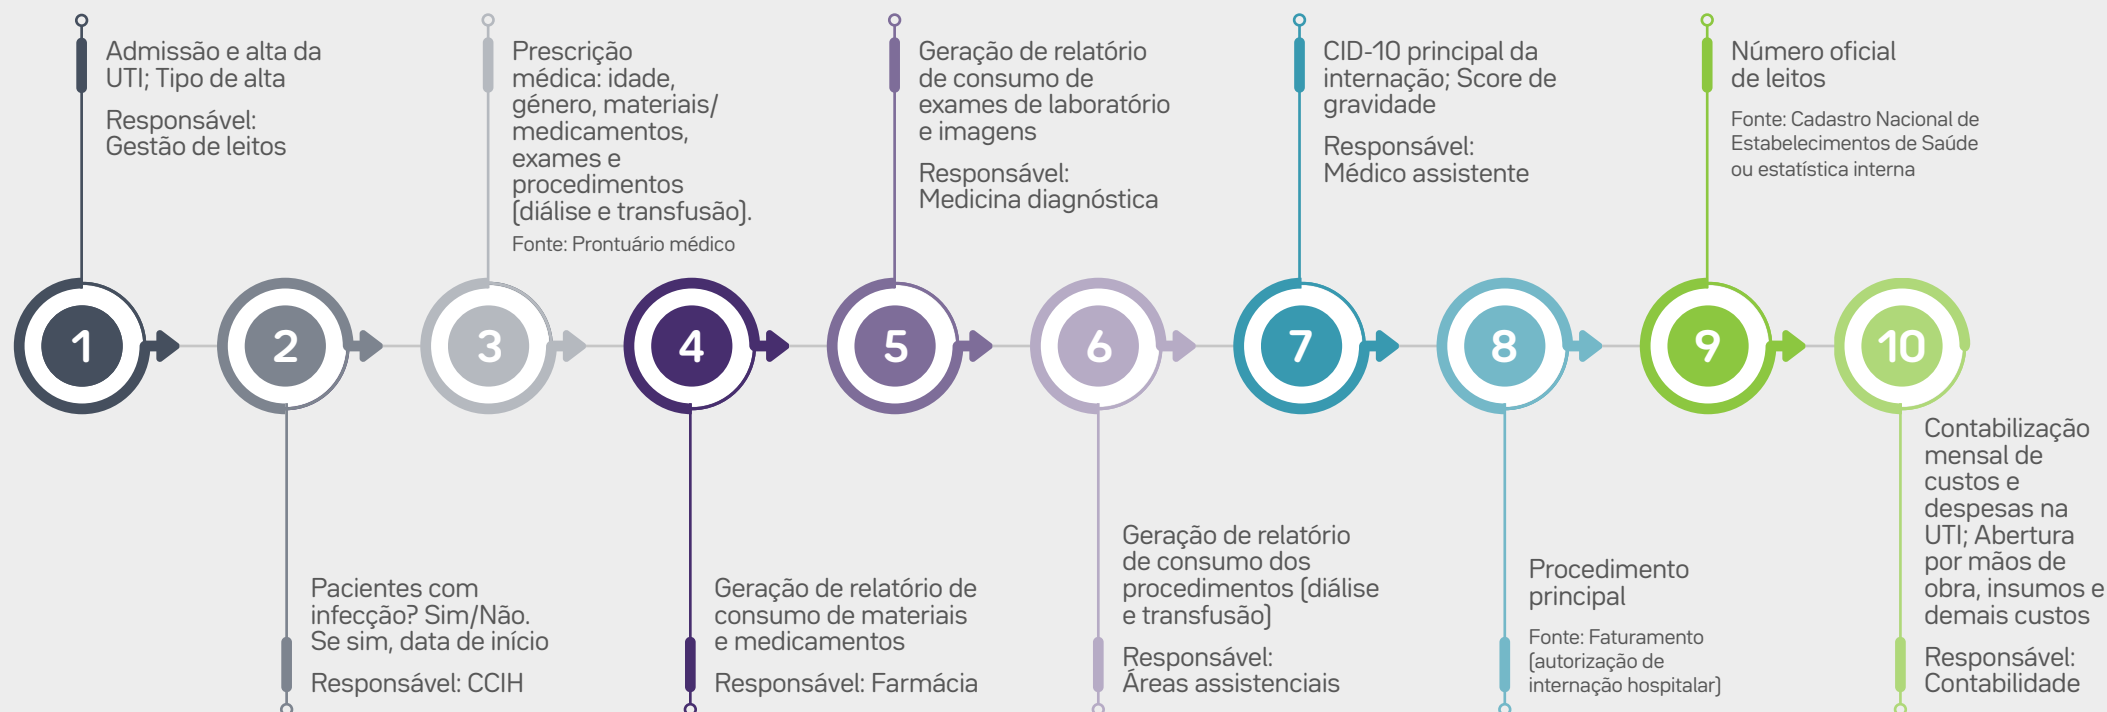 1
Admissão e alta da
UTI; Tipo de alta
Responsável:
Gestão de leitos
2
Pacientes com
infecção? Sim/Não.
Se sim, data de início
Responsável: CCIH
3
Prescrição
médica: idade,
género, materiais/
medicamentos,
exames e
procedimentos
(diálise e transfusão).
Fonte: Prontuário médico
4
Geração de relatório de
consumo de materiais
e medicamentos
Responsável: Farmácia
5
Geração de relatório
de consumo de
exames de laboratório
e imagens
Responsável:
Medicina diagnóstica
6
Geração de relatório
de consumo dos
procedimentos (diálise
e transfusão)
Responsável:
Áreas assistenciais
7
CID-10 principal da
internação; Score de
gravidade
Responsável:
Médico assistente
8
Procedimento
principal
Fonte: Faturamento
(autorização de
internação hospitalar)
9
Número oficial
de leitos
Fonte: Cadastro Nacional de
Estabelecimentos de Saúde
ou estatística interna
10
Contabilização
mensal de
custos e
despesas na
UTI; Abertura
por mãos de
obra, insumos e
demais custos
Responsável:
Contabilidade